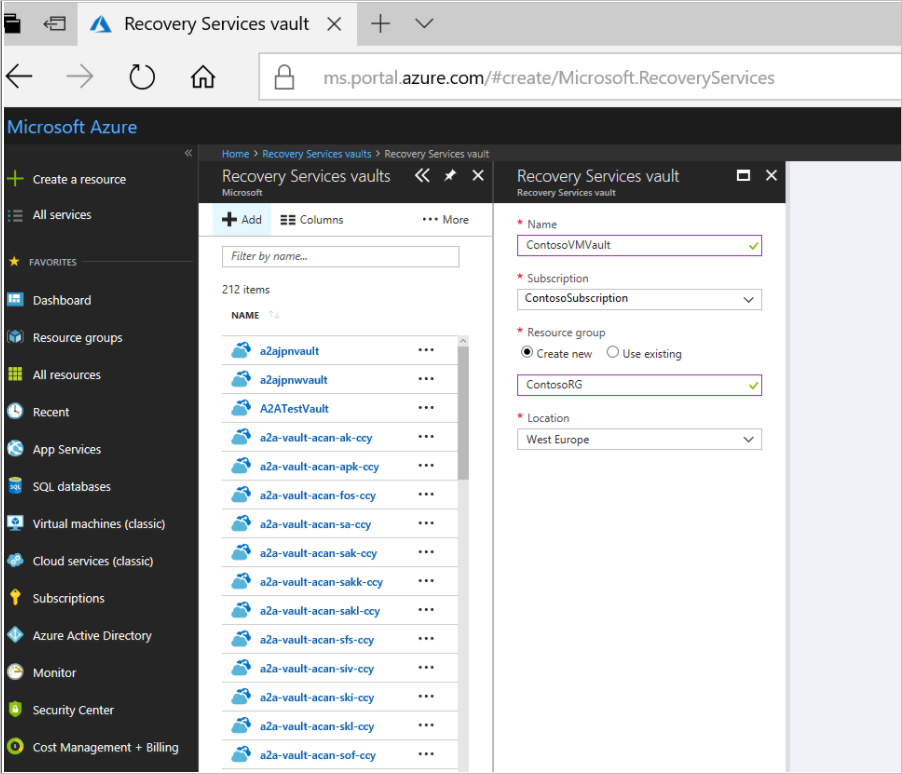 Recovery Services vault
ms.portal.azure.com/#create/Microsoft.RecoveryServices
Microsoft Azure
Create a resource
All services
FAVORITES
Dashboard
Resource groups
All resources
Recent
App Services
SQL databases
Virtual machines (classic)
Cloud services (classic)
Subscriptions
Azure Active Directory
Monitor
Security Center
Cost Management + Billing
Home > Recovery Services vaults > Recovery Services vault
Recovery Services vaults
Microsoft
Add Columns ••• More
Filter by name...
212 items
NAME
a2ajpnvault
a2ajpnwvault
A2ATestVault
a2a-vault-acan-ak-ccy
a2a-vault-acan-apk-ccy
a2a-vault-acan-fos-ccy
a2a-vault-acan-sa-ccy
a2a-vault-acan-sak-ccy
a2a-vault-acan-sakk-ccy
a2a-vault-acan-sakl-ccy
a2a-vault-acan-sfs-ccy
a2a-vault-acan-siv-ccy
a2a-vault-acan-ski-ccy
a2a-vault-acan-skl-ccy
a2a-vault-acan-sof-ccy
Recovery Services vault
Recovery Services vault
* Name
ContosoVMVault
* Subscription
ContosoSubscription
* Resource group
Create new Use existing
ContosoRG
* Location
West Europe